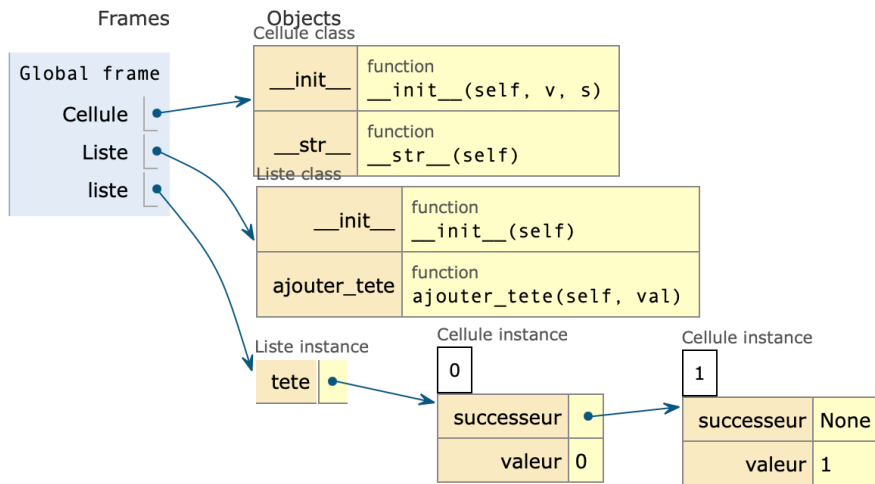 Frames
Objects
Global frame
Cellule
Liste
liste
Cellule class
__init__
function
__init__(self, v, s)
__str__
function
__str__(self)
Liste class
__init__
function
__init__(self)
ajouter_tete
function
ajouter_tete(self, val)
Liste instance
tete
Cellule instance
0
successeur
valeur 0
Cellule instance
1
successeur None
valeur 1